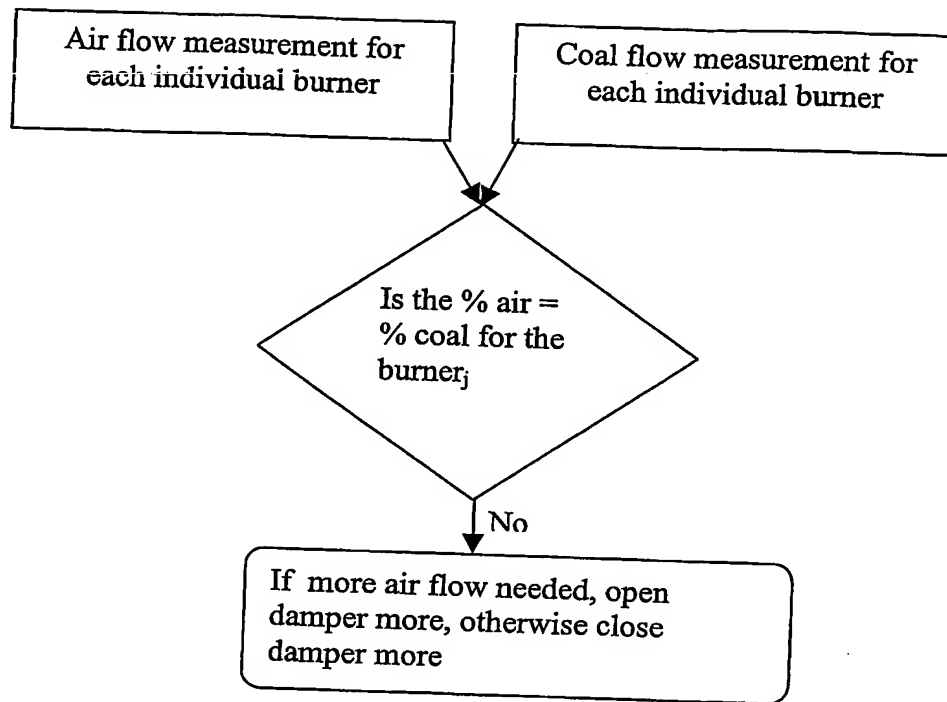 Air flow measurement for
each individual burner
Coal flow measurement for
each individual burner
Is the % air =
% coal for the
burnerj
No
If more air flow needed, open
damper more, otherwise close
damper more